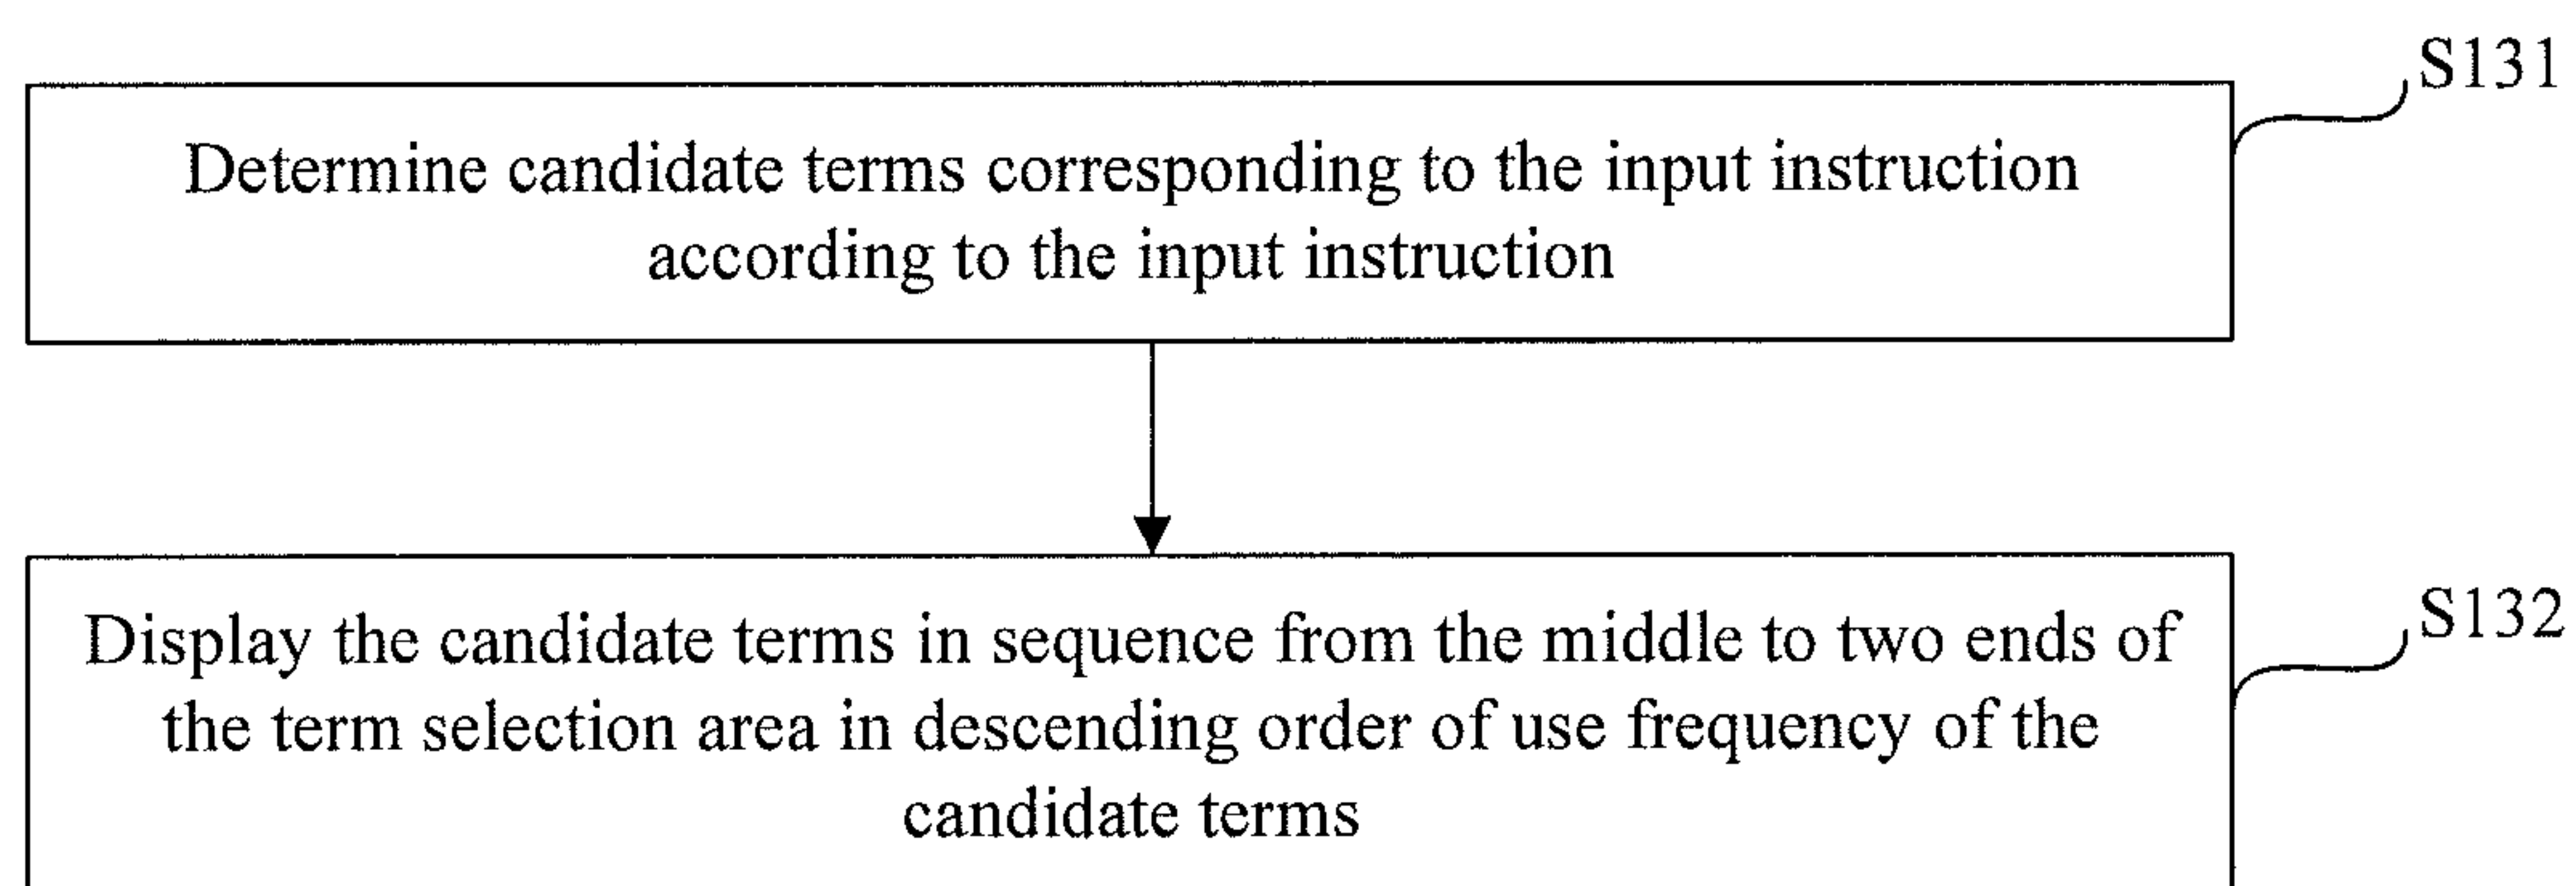 S131
Determine candidate terms corresponding to the input instruction
according to the input instruction
S132
Display the candidate terms in sequence from the middle to two ends of
the term selection area in descending order of use frequency of the
candidate terms